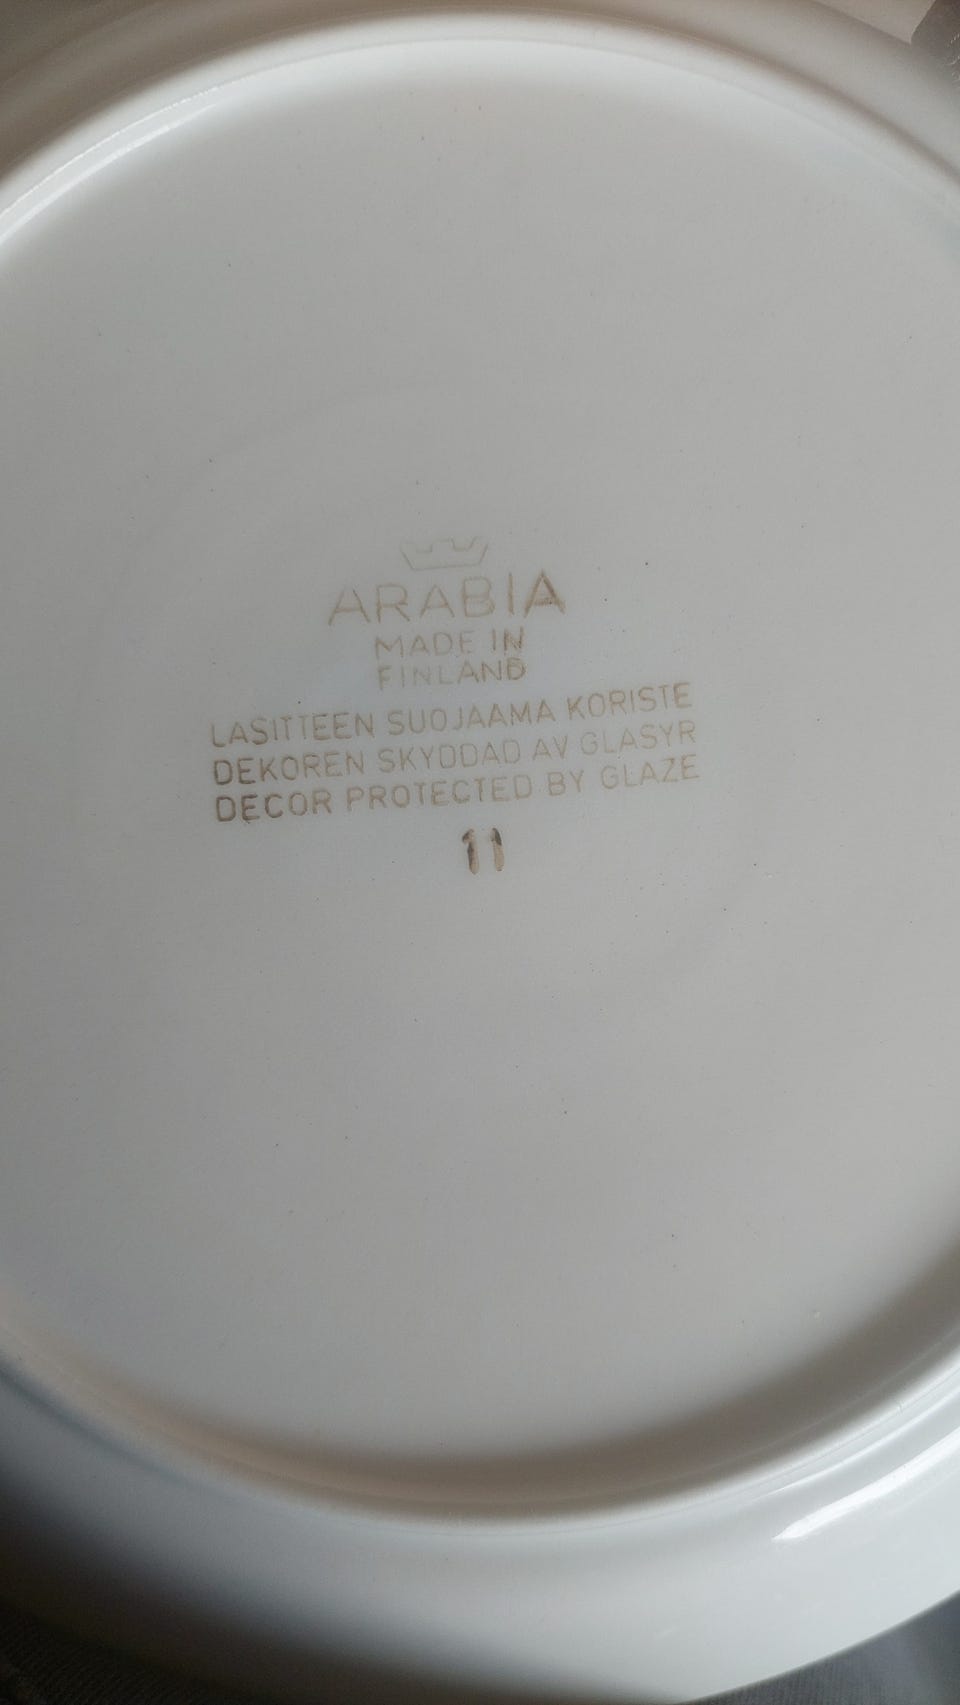 ARABIA
MADE IN
FINLAND
LASITTEEN SUOJAAMA KORISTE
DEKOREN SKYDDAD AV GLASYR
DECOR PROTECTED BY GLAZE
11